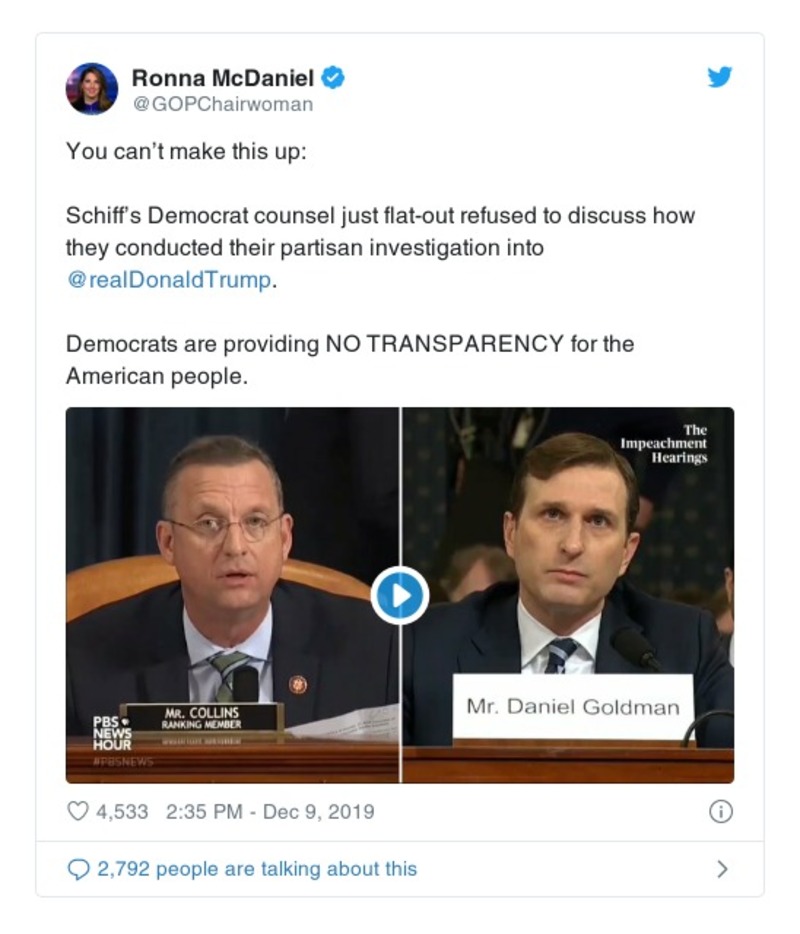 Ronna McDaniel
@GOPChairwoman
You can’t make this up:
Schiff’s Democrat counsel just flat-out refused to discuss how
they conducted their partisan investigation into
@realDonaldTrump.
Democrats are providing NO TRANSPARENCY for the
American people.
The
Impeachment
Hearings
MR. COLLINS
RANKING MEMBER
PBS
NEWS
HOUR
#PBSNEWS
Mr. Daniel Goldman
4,533 2:35 PM - Dec 9, 2019
2,792 people are talking about this